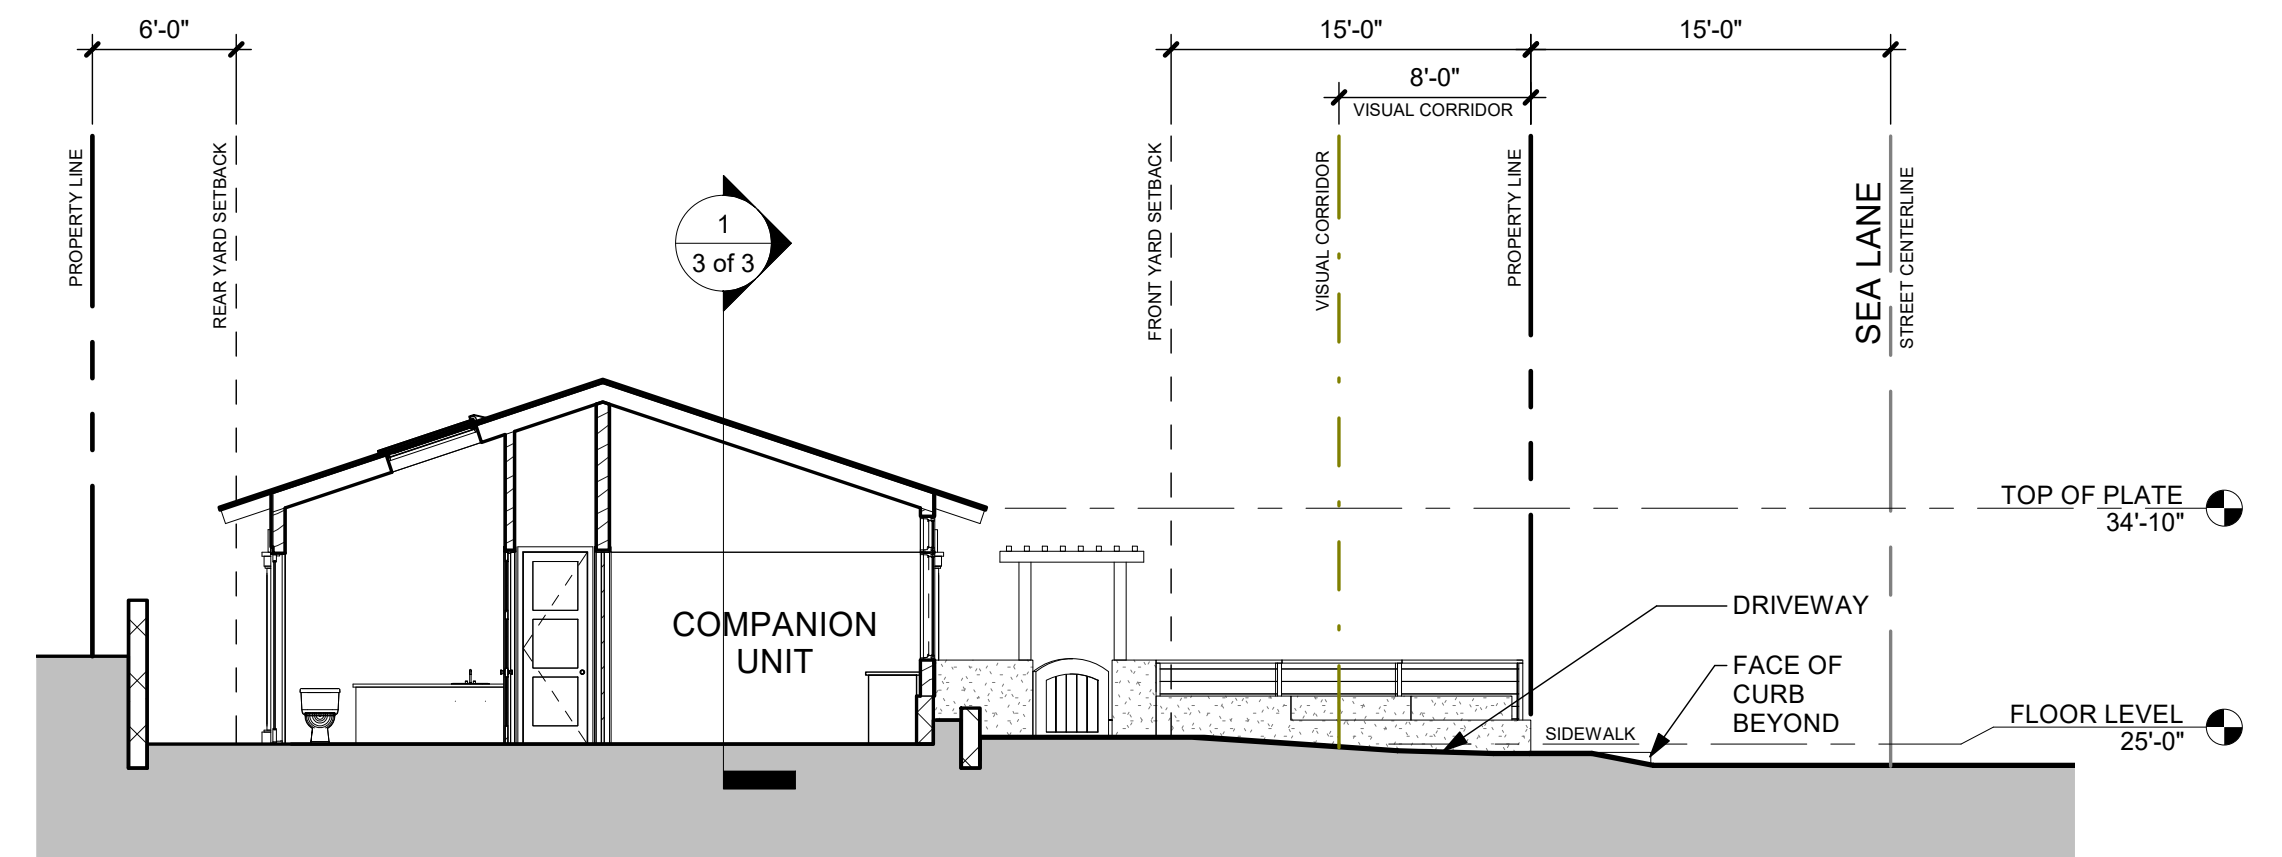 6'-0"
15'-0"
15'-0"
8'-0"
VISUAL CORRIDOR
PROPERTY LINE
REAR YARD SETBACK
1
3 of 3
FRONT YARD SETBACK
VISUAL CORRIDOR
PROPERTY LINE
SEA LANE
STREET CENTERLINE
TOP OF PLATE
34'-10"
COMPANION
UNIT
DRIVEWAY
FACE OF
CURB
BEYOND
SIDEWALK
FLOOR LEVEL
25'-0"